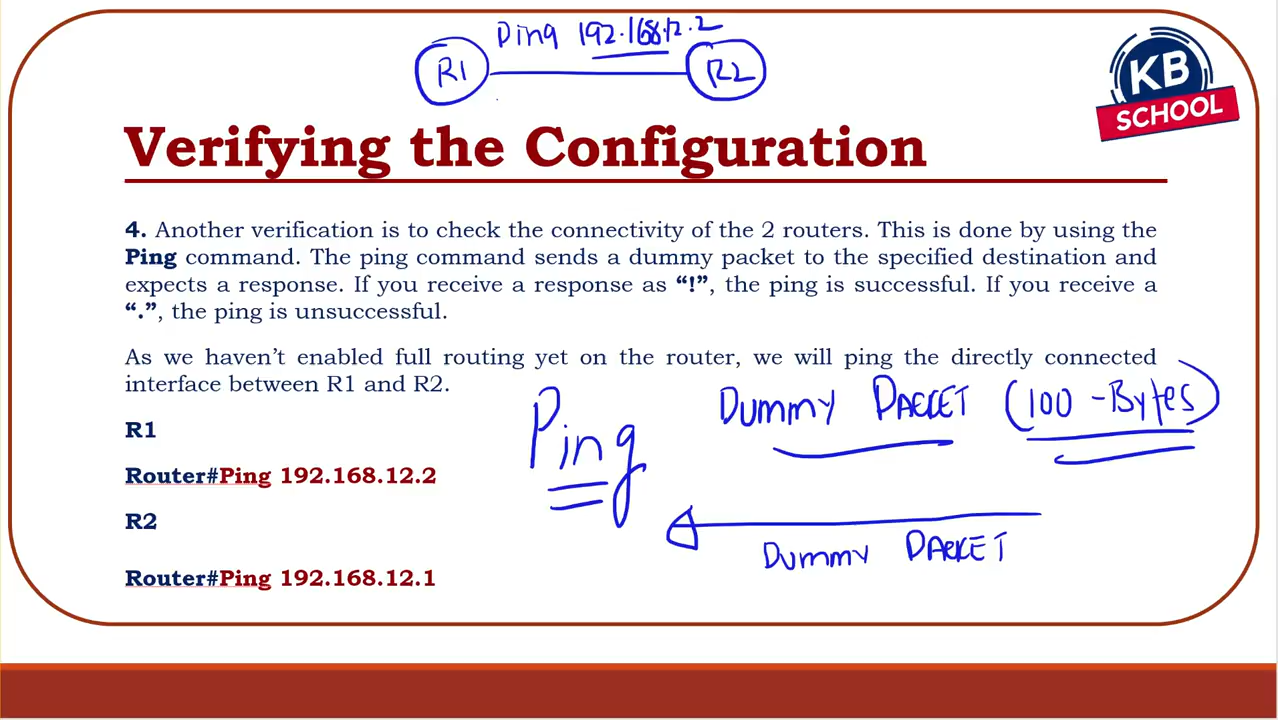 Ping 192.168.12.2
R1
R2
KB
SCHOOL
Verifying the Configuration
4. Another verification is to check the connectivity of the 2 routers. This is done by using the
Ping command. The ping command sends a dummy packet to the specified destination and
expects a response. If you receive a response as “!”, the ping is successful. If you receive a
“.”, the ping is unsuccessful.
As we haven’t enabled full routing yet on the router, we will ping the directly connected
interface between R1 and R2.
Ping
DUMMY PACKET (100 -Bytes)
R1
Router#Ping 192.168.12.2
R2
DUMMY PACKET
Router#Ping 192.168.12.1